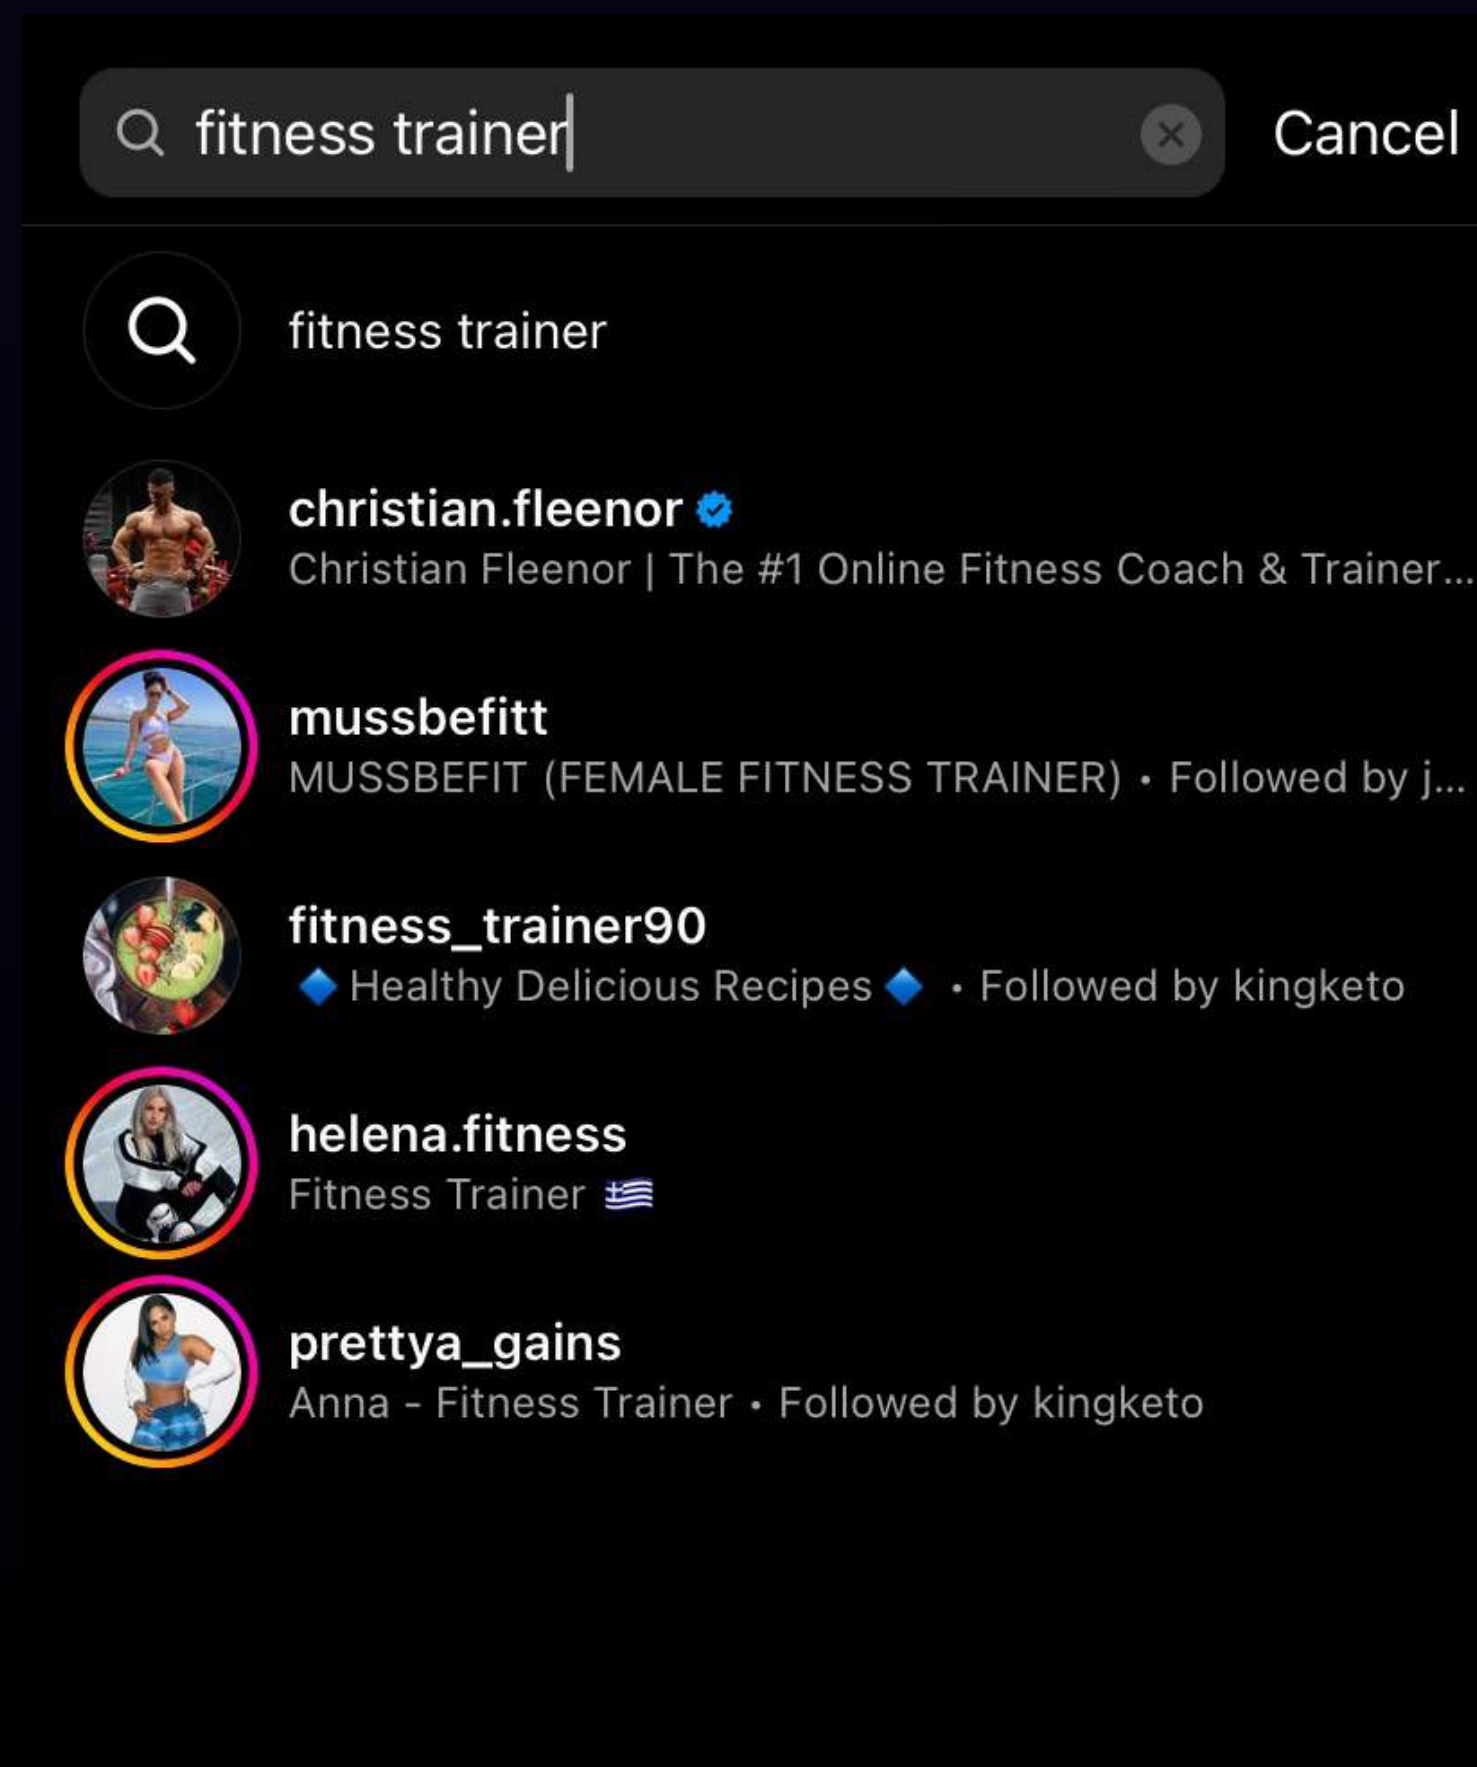 fitness trainer
Cancel
fitness trainer
christian.fleenor
Christian Fleenor | The #1 Online Fitness Coach & Trainer...
mussbefitt
MUSSBEFIT (FEMALE FITNESS TRAINER) • Followed by j...
fitness_trainer90
🔷 Healthy Delicious Recipes 🔷 • Followed by kingketo
helena.fitness
Fitness Trainer 🇬🇷
prettya_gains
Anna - Fitness Trainer • Followed by kingketo